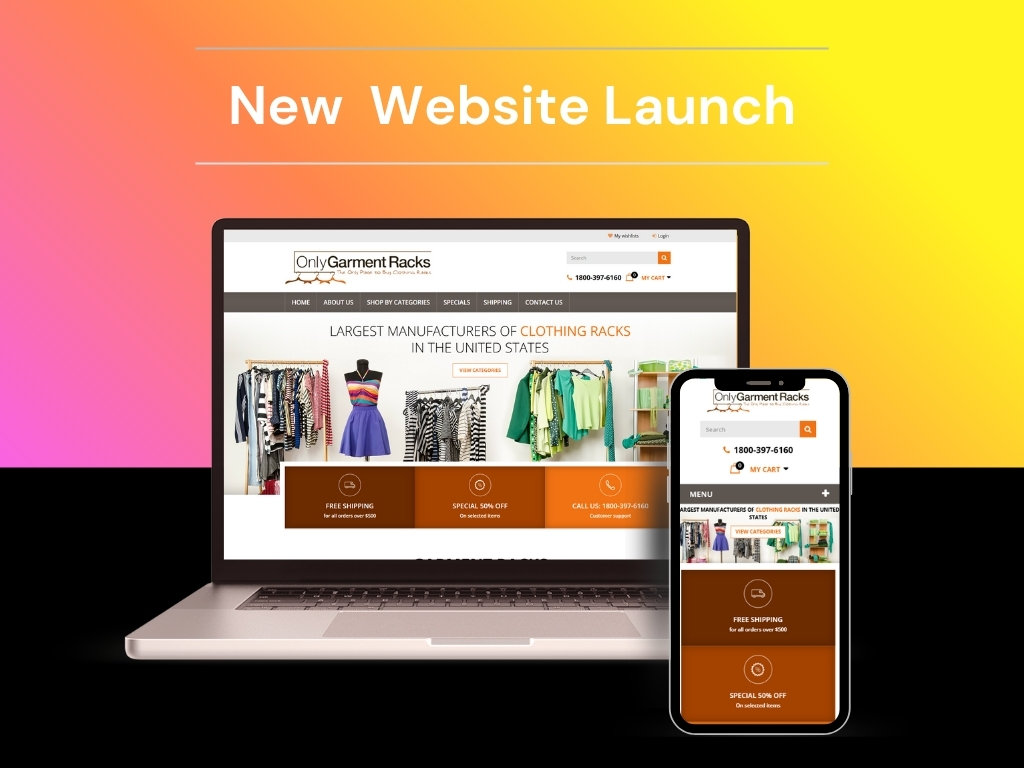 New Website Launch
My wishlists Login
OnlyGarment Racks
The Only Place to Buy Clothing Racks
Search
1800-397-6160 0 MY CART
HOME ABOUT US SHOP BY CATEGORIES SPECIALS SHIPPING CONTACT US
LARGEST MANUFACTURERS OF CLOTHING RACKS
IN THE UNITED STATES
VIEW CATEGORIES
FREE SHIPPING
for all orders over $500
SPECIAL 50% OFF
On selected items
CALL US: 1800-397-6160
Customer support
GARMENT RACKS
OnlyGarment Racks
The Only Place to Buy Clothing Racks
Search
1800-397-6160
0 MY CART
MENU
ARGEST MANUFACTURERS OF CLOTHING RACKS IN THE UNITED
STATES
VIEW CATEGORIES
FREE SHIPPING
for all orders over $500
SPECIAL 50% OFF
On selected items